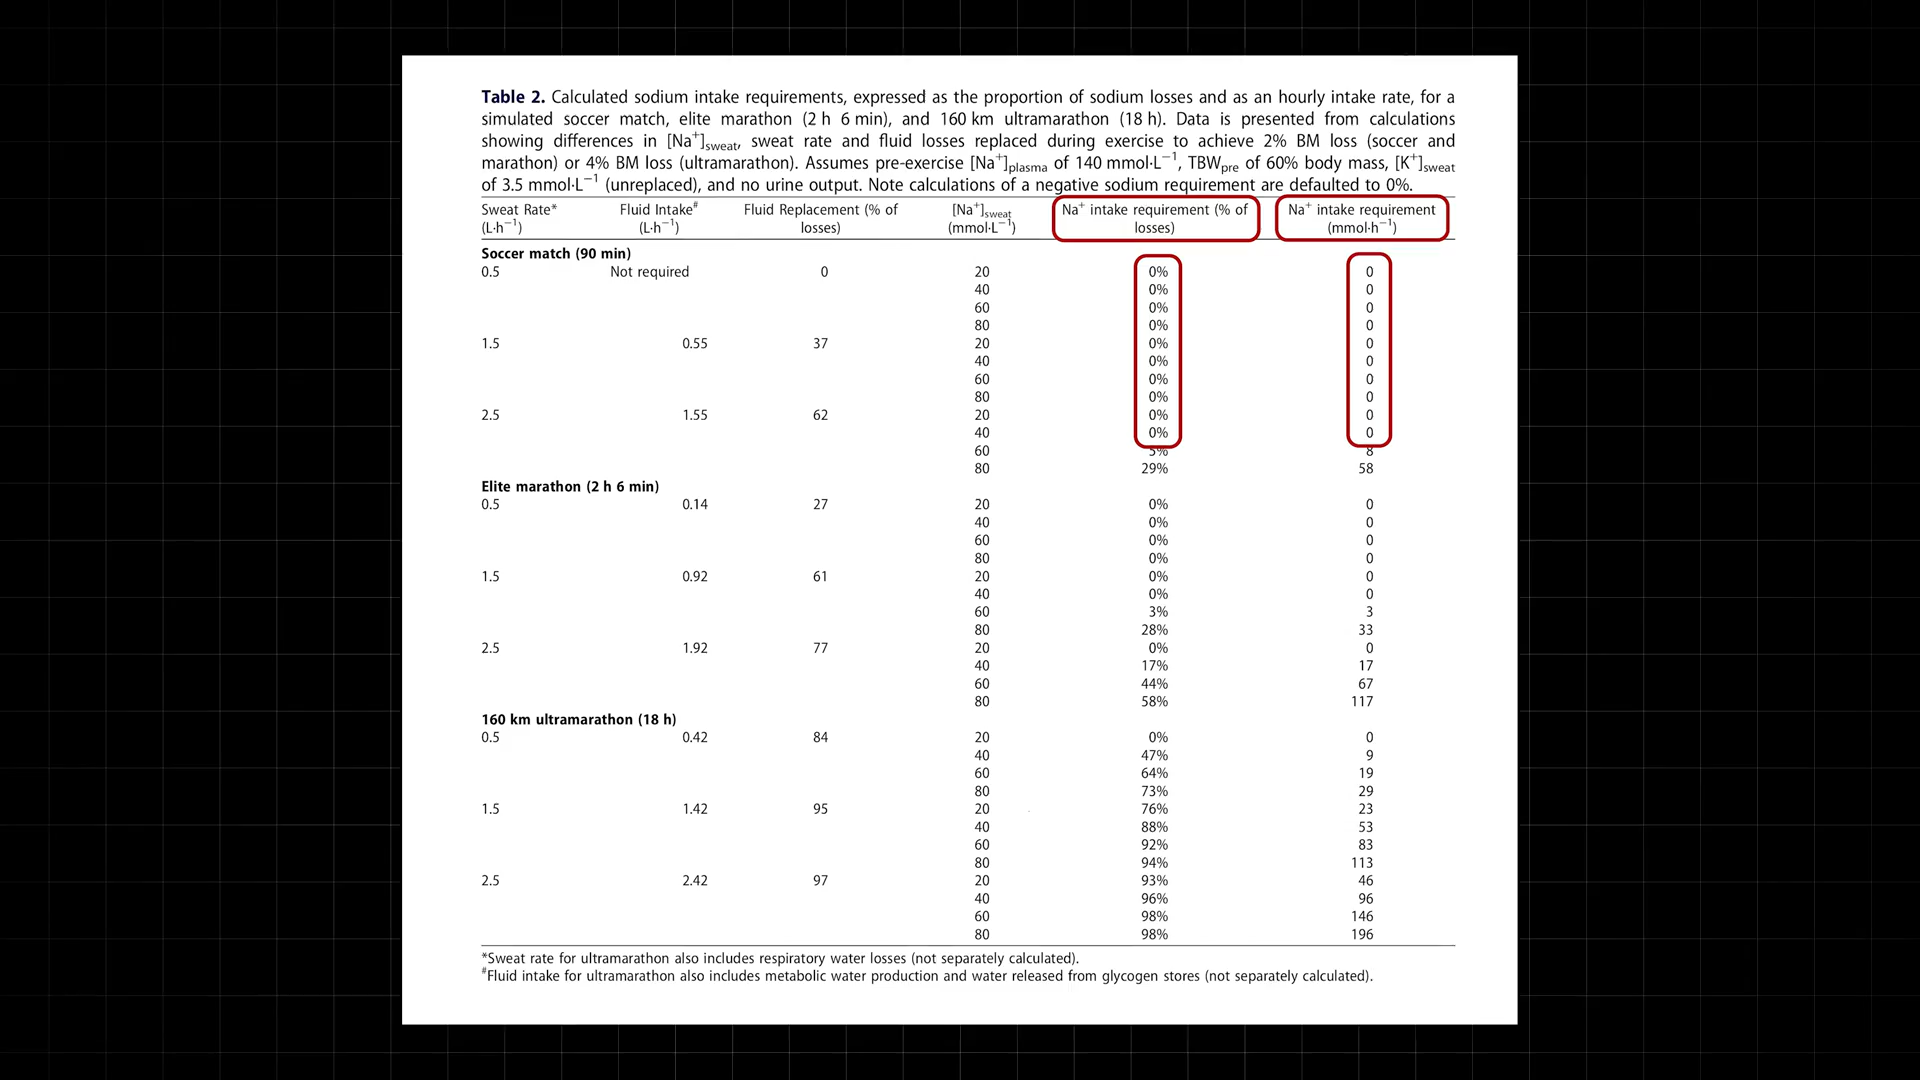 Table 2. Calculated sodium intake requirements, expressed as the proportion of sodium losses and as an hourly intake rate, for a
simulated soccer match, elite marathon (2 h 6 min), and 160 km ultramarathon (18 h). Data is presented from calculations
showing differences in [Na⁺]sweat, sweat rate and fluid losses replaced during exercise to achieve 2% BM loss (soccer and
marathon) or 4% BM loss (ultramarathon). Assumes pre-exercise [Na⁺]plasma of 140 mmol·L⁻¹, TBWpre of 60% body mass, [K⁺]sweat
of 3.5 mmol·L⁻¹ (unreplaced), and no urine output. Note calculations of a negative sodium requirement are defaulted to 0%.
Sweat Rate* Fluid Intake# Fluid Replacement (% of [Na⁺]sweat Na⁺ intake requirement (% of Na⁺ intake requirement
(L·h⁻¹) (L·h⁻¹) losses) (mmol·L⁻¹) losses) (mmol·h⁻¹)
Soccer match (90 min)
0.5 Not required 0 20 0% 0
40 0% 0
60 0% 0
80 0% 0
1.5 0.55 37 20 0% 0
40 0% 0
60 0% 0
80 0% 0
2.5 1.55 62 20 0% 0
40 0% 0
60 5% 8
80 29% 58
Elite marathon (2 h 6 min)
0.5 0.14 27 20 0% 0
40 0% 0
60 0% 0
80 0% 0
1.5 0.92 61 20 0% 0
40 0% 0
60 3% 3
80 28% 33
2.5 1.92 77 20 0% 0
40 17% 17
60 44% 67
80 58% 117
160 km ultramarathon (18 h)
0.5 0.42 84 20 0% 0
40 47% 9
60 64% 19
80 73% 29
1.5 1.42 95 20 76% 23
40 88% 53
60 92% 83
80 94% 113
2.5 2.42 97 20 93% 46
40 96% 96
60 98% 146
80 98% 196
*Sweat rate for ultramarathon also includes respiratory water losses (not separately calculated).
#Fluid intake for ultramarathon also includes metabolic water production and water released from glycogen stores (not separately calculated).